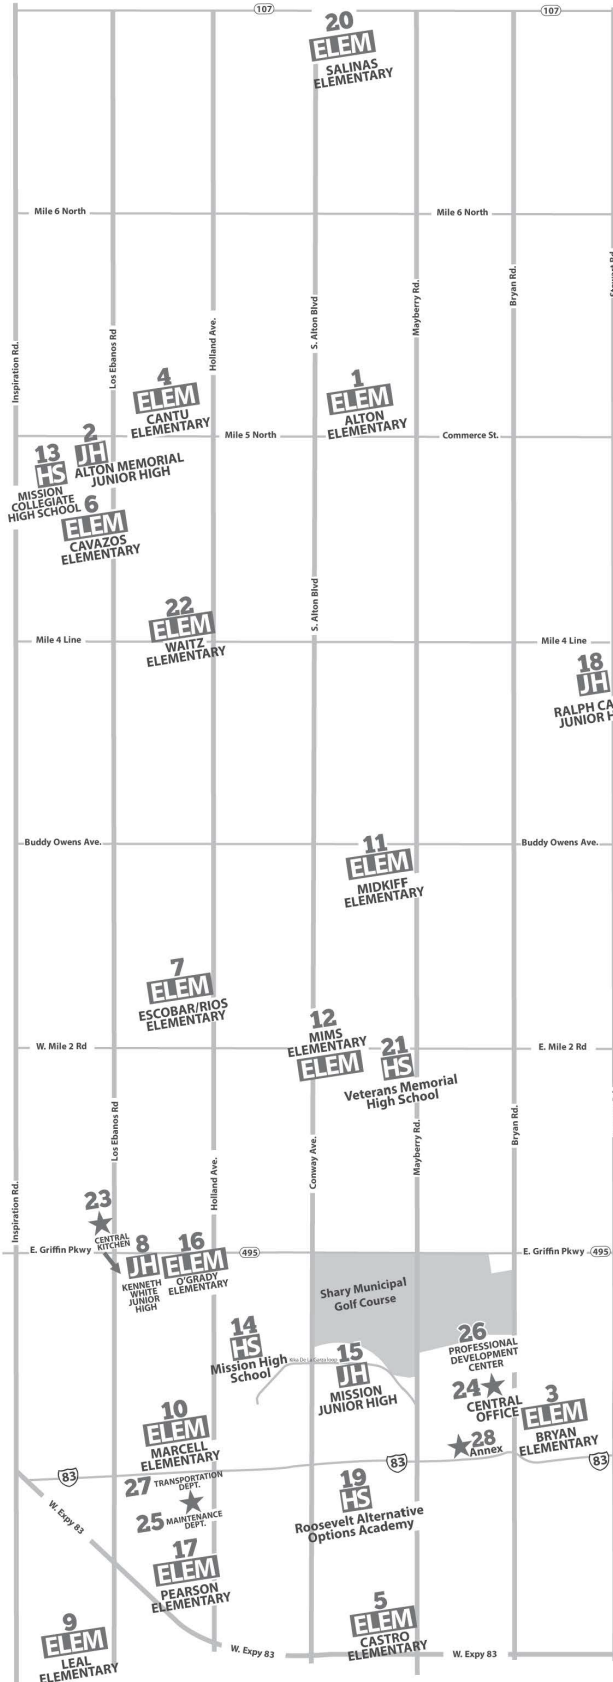 107
107
20
ELEM
SALINAS
ELEMENTARY
Mile 6 North
Mile 6 North
Inspiration Rd.
Los Ebanos Rd
Holland Ave.
S. Alton Blvd
Mayberry Rd.
Bryan Rd.
4
ELEM
CANTU
ELEMENTARY
1
ELEM
ALTON
ELEMENTARY
Mile 5 North
Commerce St.
2
JH
ALTON MEMORIAL
JUNIOR HIGH
13
HS
MISSION
COLLEGIATE
HIGH SCHOOL
6
ELEM
CAVAZOS
ELEMENTARY
S. Alton Blvd
22
ELEM
WAITZ
ELEMENTARY
Mile 4 Line
Mile 4 Line
18
JH
RALPH CA
JUNIOR H
Buddy Owens Ave.
Buddy Owens Ave.
11
ELEM
MIDKIFF
ELEMENTARY
7
ELEM
ESCOBAR/RIOS
ELEMENTARY
12
MIMS
ELEMENTARY
ELEM
21
HS
Veterans Memorial
High School
W. Mile 2 Rd
E. Mile 2 Rd
Inspiration Rd.
Los Ebanos Rd
Holland Ave.
Conway Ave.
Mayberry Rd.
Bryan Rd.
23
CENTRAL
KITCHEN
E. Griffin Pkwy
495
E. Griffin Pkwy
495
8
JH
KENNETH
WHITE
JUNIOR
HIGH
16
ELEM
O'GRADY
ELEMENTARY
Shary Municipal
Golf Course
14
HS
Mission High
School
15
JH
MISSION
JUNIOR HIGH
26
PROFESSIONAL
DEVELOPMENT
CENTER
24
CENTRAL
OFFICE
3
ELEM
BRYAN
ELEMENTARY
28
Annex
10
ELEM
MARCELL
ELEMENTARY
83
83
83
27 TRANSPORTATION
DEPT.
25 MAINTENANCE
DEPT.
19
HS
Roosevelt Alternative
Options Academy
W. Expy 83
17
ELEM
PEARSON
ELEMENTARY
9
ELEM
LEAL
ELEMENTARY
5
ELEM
CASTRO
ELEMENTARY
W. Expy 83
W. Expy 83